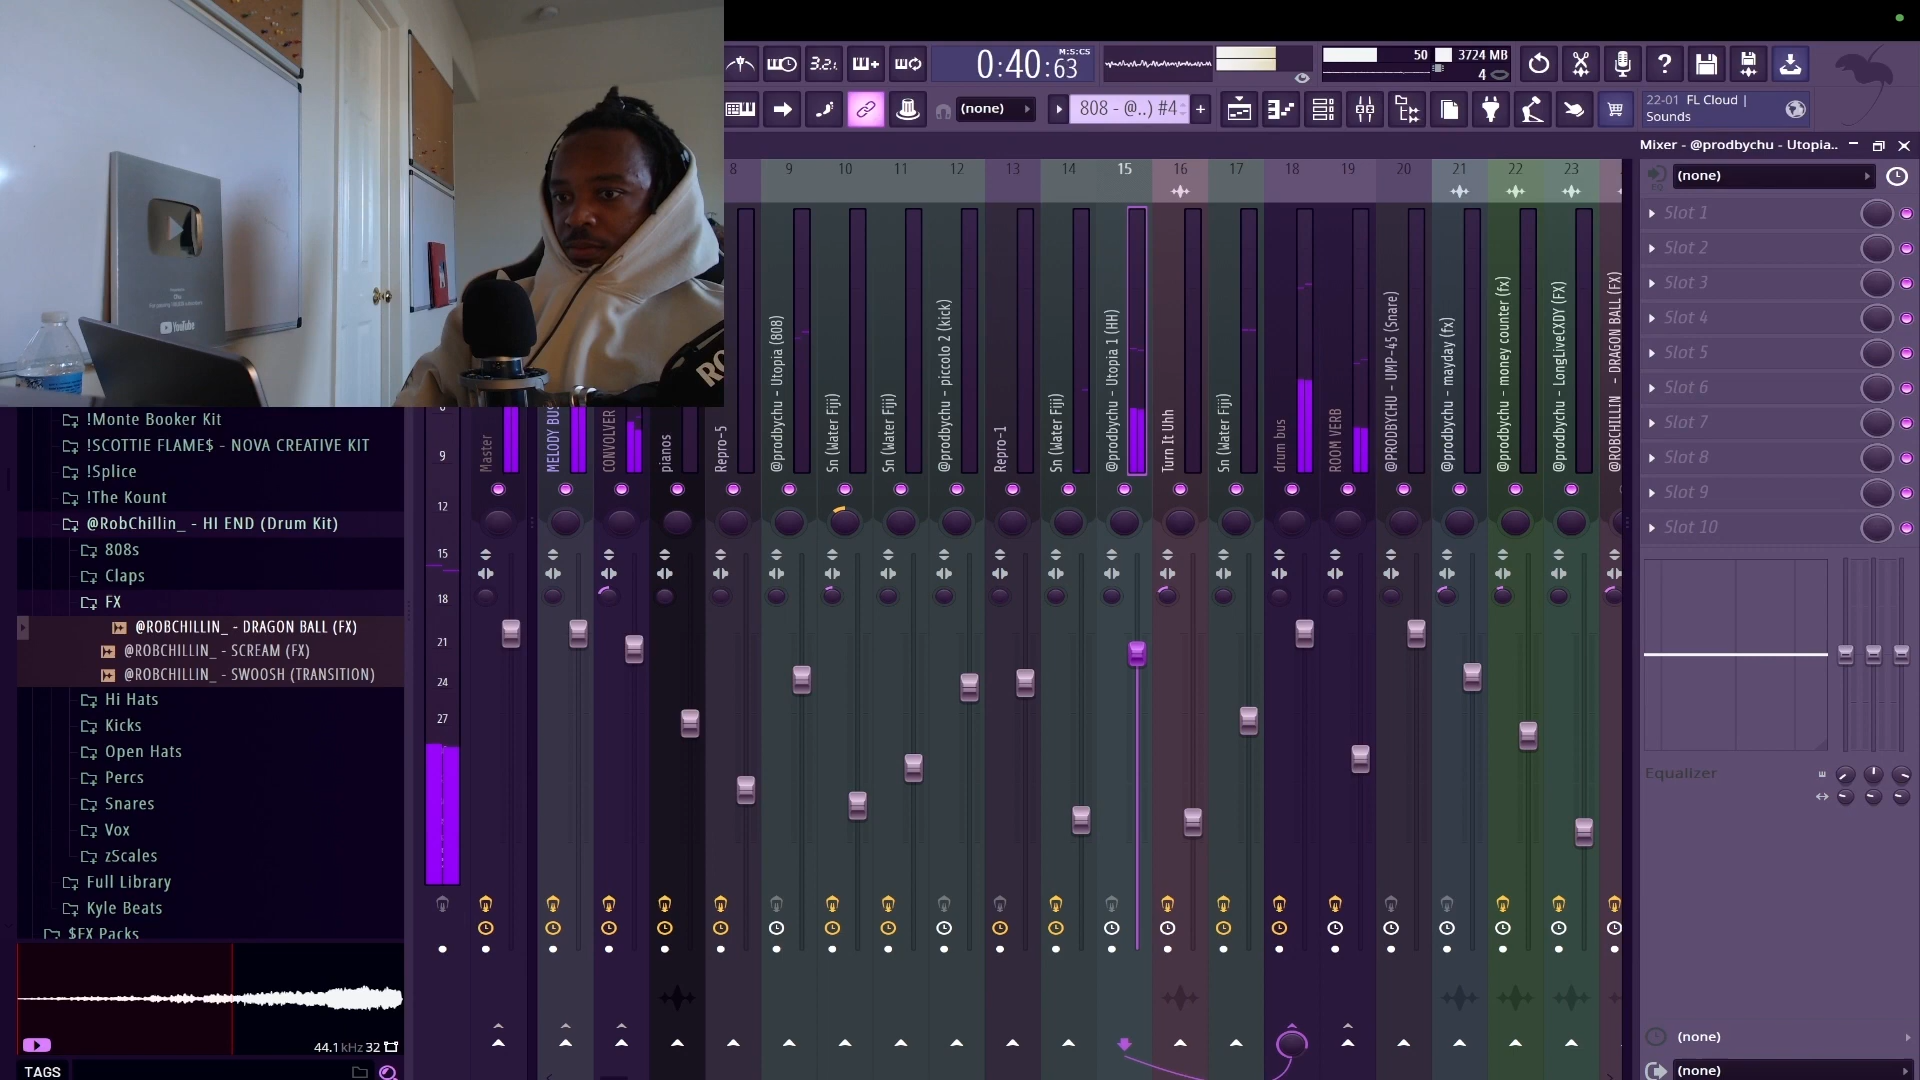 YouTube
RO
3.2.
0:40:63
M:S:CS
50
3724 MB
4
(none)
808 - @..) #4
22-01 FL Cloud |
Sounds
Mixer - @prodbychu - Utopia..
8
9
10
11
12
13
14
15
16
17
18
19
20
21
22
23
(none)
Slot 1
Slot 2
Slot 3
Slot 4
Slot 5
Slot 6
Slot 7
Slot 8
Slot 9
Slot 10
Equalizer
(none)
(none)
Master
MELODY BUS
CONVOLVER
pianos
Repro-5
@prodbychu - Utopia (808)
Sn (Water Fiji)
Sn (Water Fiji)
@prodbychu - piccolo 2 (kick)
Repro-1
Sn (Water Fiji)
@prodbychu - Utopia 1 (HH)
Turn It Uhh
Sn (Water Fiji)
drum bus
ROOM VERB
@PRODBYCHU - UMP-45 (Snare)
@prodbychu - mayday (fx)
@prodbychu - money counter (fx)
@prodbychu - LongLiveCXDY (FX)
@ROBCHILLIN_ - DRAGON BALL (FX)
9
12
15
18
21
24
27
!Monte Booker Kit
!SCOTTIE FLAME$ - NOVA CREATIVE KIT
!Splice
!The Kount
@RobChillin_ - HI END (Drum Kit)
808s
Claps
FX
@ROBCHILLIN_ - DRAGON BALL (FX)
@ROBCHILLIN_ - SCREAM (FX)
@ROBCHILLIN_ - SWOOSH (TRANSITION)
Hi Hats
Kicks
Open Hats
Percs
Snares
Vox
zScales
Full Library
Kyle Beats
$FX Packs
44.1kHz 32
TAGS